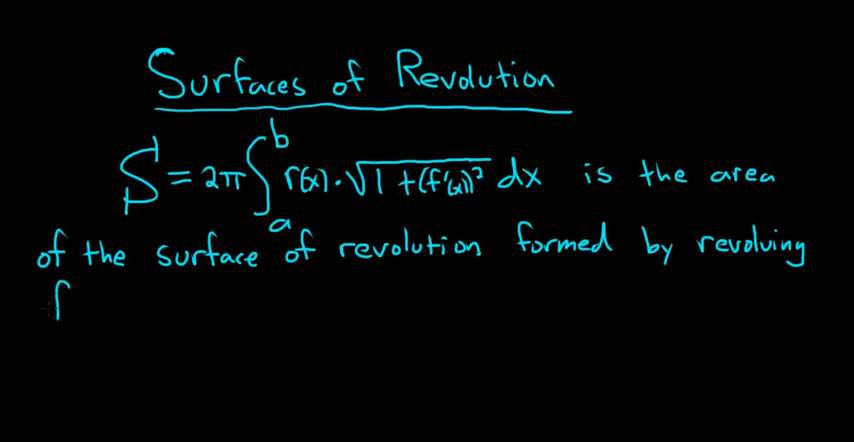 Surfaces of Revolution
S = 2π ∫_a^b r(x) · √(1 + (f'(x))²) dx is the area
of the surface of revolution formed by revolving
f